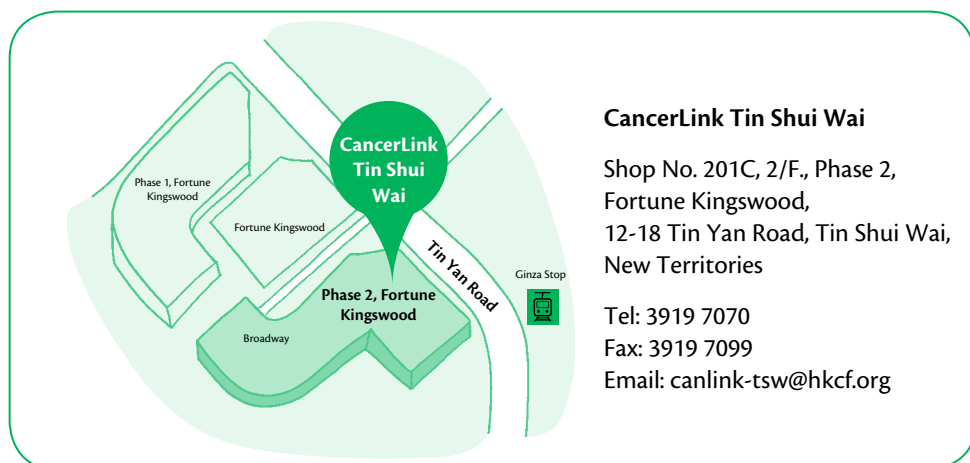 CancerLink
Tin Shui
Wai
Phase 1, Fortune
Kingswood
Fortune Kingswood
Tin Yan Road
Ginza Stop
Phase 2, Fortune
Kingswood
Broadway
CancerLink Tin Shui Wai
Shop No. 201C, 2/F., Phase 2,
Fortune Kingswood,
12-18 Tin Yan Road, Tin Shui Wai,
New Territories
Tel: 3919 7070
Fax: 3919 7099
Email: canlink-tsw@hkcf.org